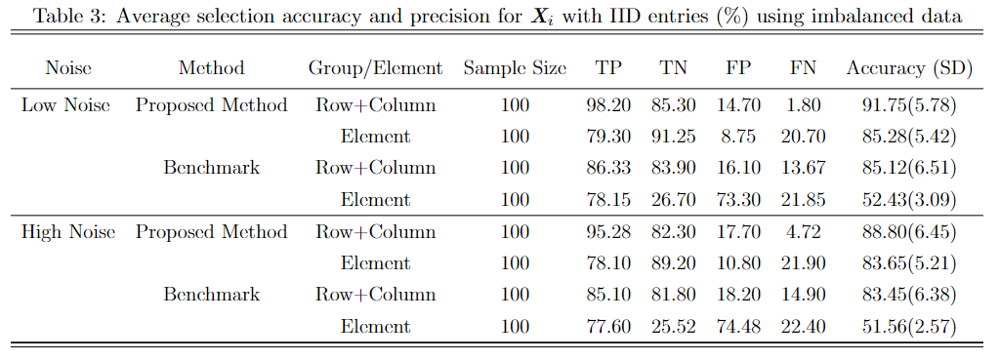 Table 3: Average selection accuracy and precision for Xi with IID entries (%) using imbalanced data
Noise Method Group/Element Sample Size TP TN FP FN Accuracy (SD)
Low Noise Proposed Method Row+Column 100 98.20 85.30 14.70 1.80 91.75(5.78)
Element 100 79.30 91.25 8.75 20.70 85.28(5.42)
Benchmark Row+Column 100 86.33 83.90 16.10 13.67 85.12(6.51)
Element 100 78.15 26.70 73.30 21.85 52.43(3.09)
High Noise Proposed Method Row+Column 100 95.28 82.30 17.70 4.72 88.80(6.45)
Element 100 78.10 89.20 10.80 21.90 83.65(5.21)
Benchmark Row+Column 100 85.10 81.80 18.20 14.90 83.45(6.38)
Element 100 77.60 25.52 74.48 22.40 51.56(2.57)